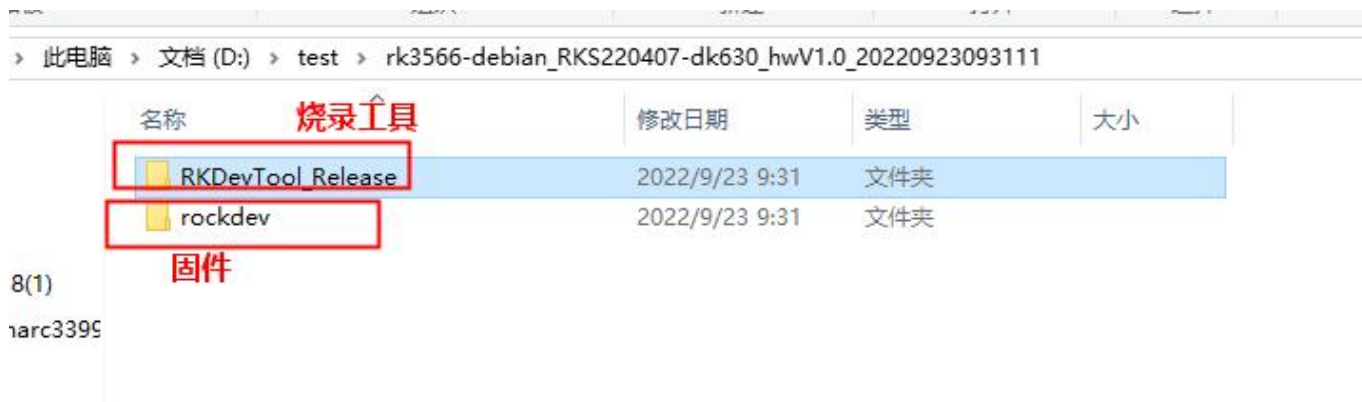 › 此电脑 › 文档 (D:) › test › rk3566-debian_RKS220407-dk630_hwV1.0_20220923093111
名称 烧录工具 修改日期 类型 大小
RKDevTool_Release 2022/9/23 9:31 文件夹
rockdev 2022/9/23 9:31 文件夹
固件
8(1)
narc3399